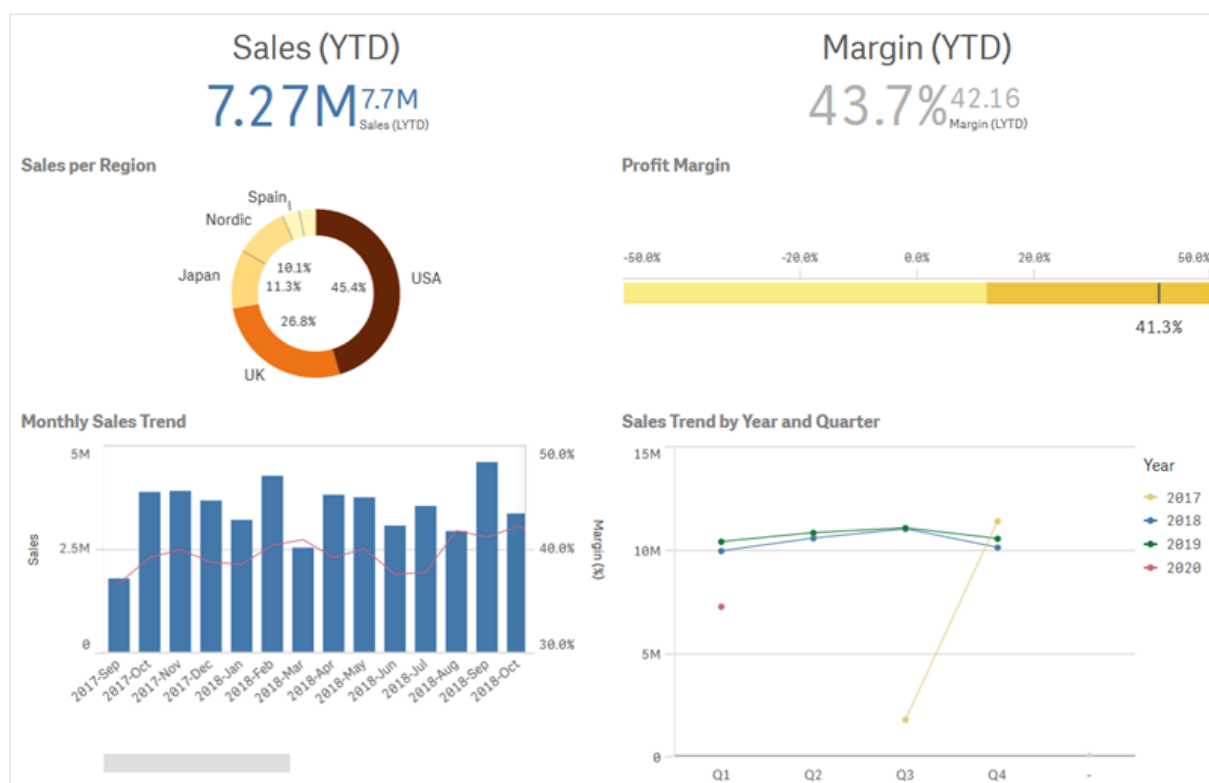 Sales (YTD)
7.27M 7.7M
Sales (LYTD)
Margin (YTD)
43.7% 42.16
Margin (LYTD)
Sales per Region
Spain
Nordic
Japan
USA
UK
10.1%
11.3%
45.4%
26.8%
Profit Margin
-50.0% -20.0% 0.0% 20.0% 50.0%
41.3%
Monthly Sales Trend
5M
2.5M
0
Sales
50.0%
40.0%
30.0%
Margin (%)
2017-Sep
2017-Oct
2017-Nov
2017-Dec
2018-Jan
2018-Feb
2018-Mar
2018-Apr
2018-May
2018-Jun
2018-Jul
2018-Aug
2018-Sep
2018-Oct
Sales Trend by Year and Quarter
15M
10M
5M
0
Q1 Q2 Q3 Q4 -
Year
2017
2018
2019
2020